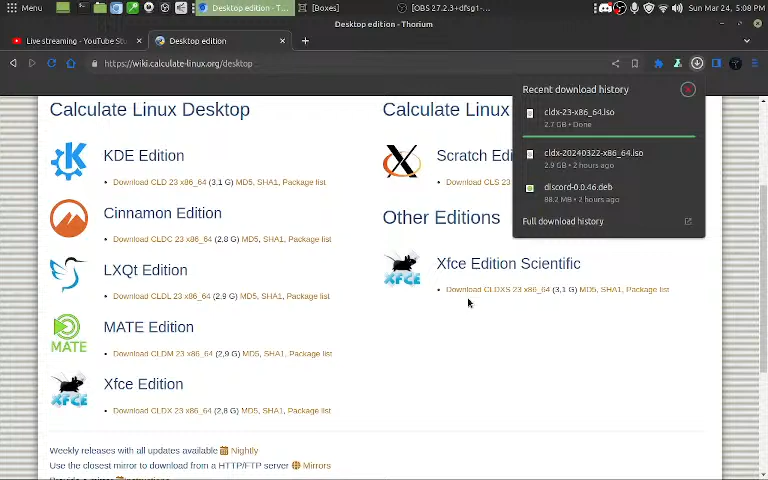 Menu
Desktop edition - T...
[Boxes]
[OBS 27.2.3+dfsg1-...
Sun Mar 24, 5:08 PM
Desktop edition - Thorium
Live streaming - YouTube Stu
Desktop edition
https://wiki.calculate-linux.org/desktop
Recent download history
cldx-23-x86_64.iso
2.7 GB • Done
cldx-20240322-x86_64.iso
2.9 GB • 2 hours ago
discord-0.0.46.deb
88.2 MB • 2 hours ago
Full download history
Calculate Linux Desktop
KDE Edition
Download CLD 23 x86_64 (3,1 G) MD5, SHA1, Package list
Cinnamon Edition
Download CLDC 23 x86_64 (2.8 G) MD5, SHA1, Package list
LXQt Edition
Download CLDL 23 x86_64 (2.9 G) MD5, SHA1, Package list
MATE
MATE Edition
Download CLDM 23 x86_64 (2,9 G) MD5, SHA1, Package list
XFCE
Xfce Edition
Download CLDX 23 x86_64 (2,8 G) MD5, SHA1, Package list
Calculate Linux
Scratch Edi
Download CLS 2
Other Editions
XFCE
Xfce Edition Scientific
Download CLDXS 23 x86_64 (3,1 G) MD5, SHA1, Package list
Weekly releases with all updates available Nightly
Use the closest mirror to download from a HTTP/FTP server Mirrors
Provide a mirror Instructions